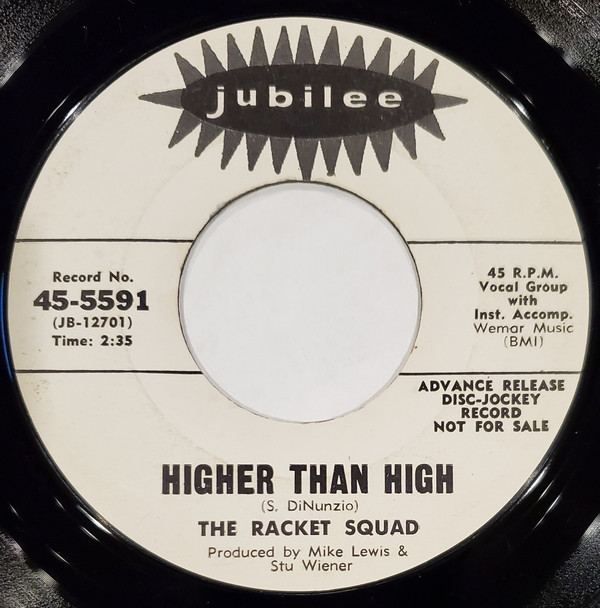 jubilee
Record No.
45-5591
(JB-12701)
Time: 2:35
45 R.P.M.
Vocal Group
with
Inst. Accomp.
Wemar Music
(BMI)
ADVANCE RELEASE
DISC-JOCKEY
RECORD
NOT FOR SALE
HIGHER THAN HIGH
(S. DiNunzio)
THE RACKET SQUAD
Produced by Mike Lewis &
Stu Wiener